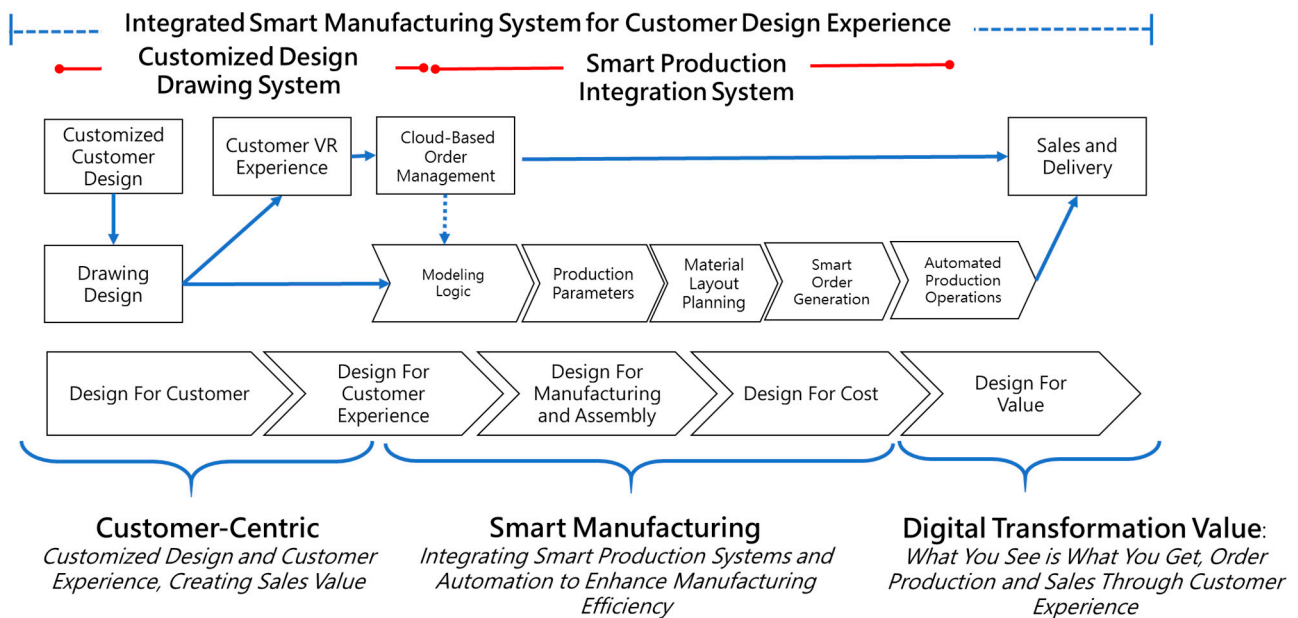 Integrated Smart Manufacturing System for Customer Design Experience
Customized Design
Drawing System
Smart Production
Integration System
Customized
Customer
Design
Customer VR
Experience
Cloud-Based
Order
Management
Sales and
Delivery
Drawing
Design
Modeling
Logic
Production
Parameters
Material
Layout
Planning
Smart
Order
Generation
Automated
Production
Operations
Design For Customer
Design For
Customer
Experience
Design For
Manufacturing
and Assembly
Design For Cost
Design For
Value
Customer-Centric
Customized Design and Customer
Experience, Creating Sales Value
Smart Manufacturing
Integrating Smart Production Systems and
Automation to Enhance Manufacturing
Efficiency
Digital Transformation Value:
What You See is What You Get, Order
Production and Sales Through Customer
Experience